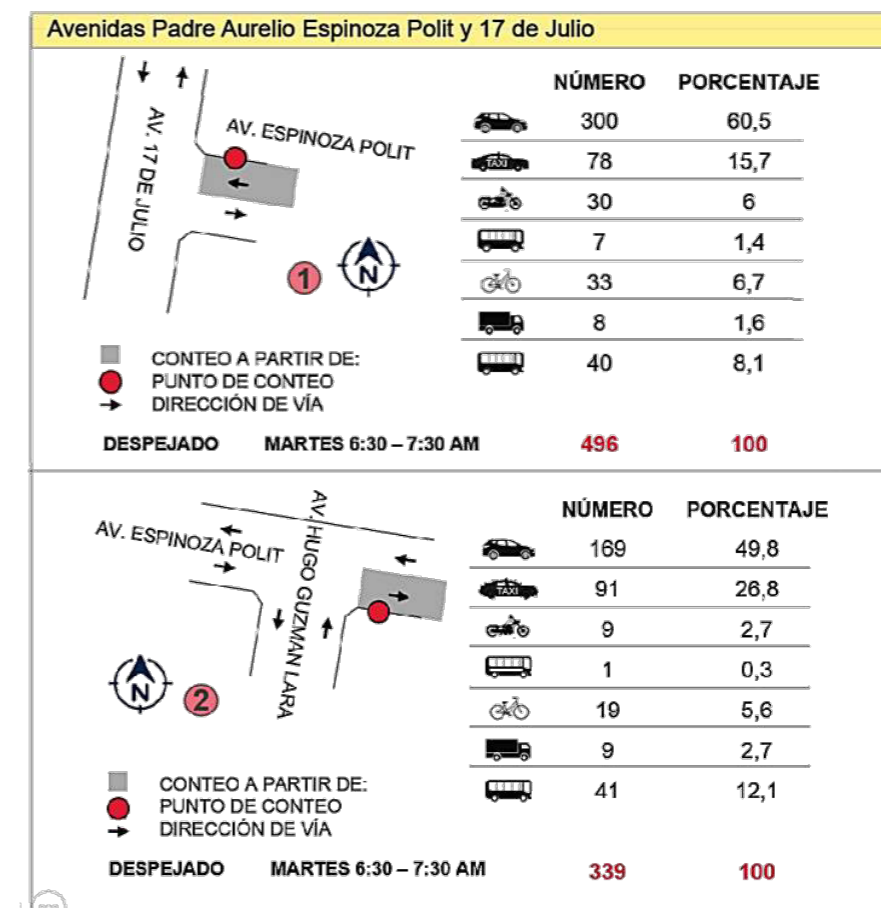 Avenidas Padre Aurelio Espinoza Polit y 17 de Julio
NÚMERO PORCENTAJE
AV. 17 DE JULIO
AV. ESPINOZA POLIT
300 60,5
TAXI 78 15,7
30 6
7 1,4
33 6,7
8 1,6
40 8,1
1
N
CONTEO A PARTIR DE:
PUNTO DE CONTEO
DIRECCIÓN DE VÍA
DESPEJADO MARTES 6:30 – 7:30 AM 496 100
NÚMERO PORCENTAJE
AV. ESPINOZA POLIT
AV. HUGO GUZMAN LARA
169 49,8
TAXI 91 26,8
9 2,7
1 0,3
19 5,6
9 2,7
41 12,1
N
2
CONTEO A PARTIR DE:
PUNTO DE CONTEO
DIRECCIÓN DE VÍA
DESPEJADO MARTES 6:30 – 7:30 AM 339 100